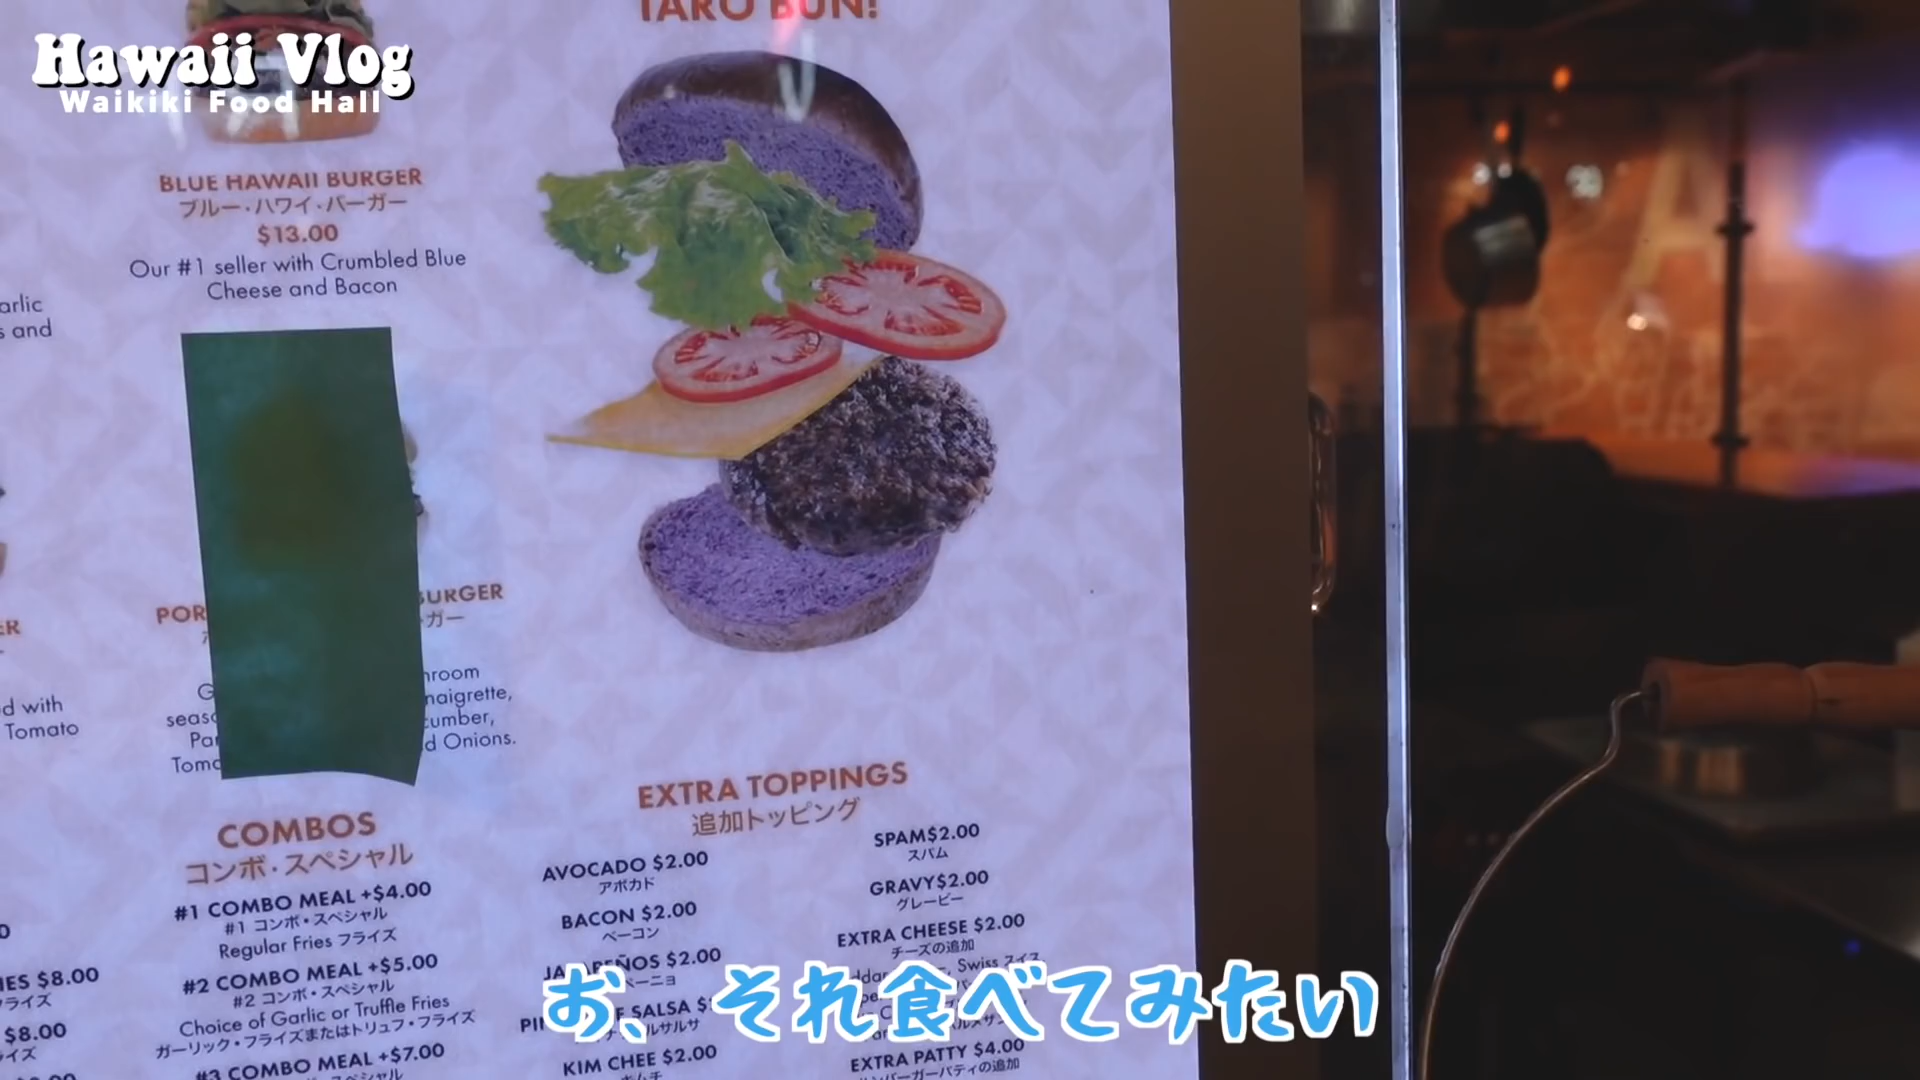 Hawaii Vlog
Waikiki Food Hall
TARO BUN!
BLUE HAWAII BURGER
ブルー・ハワイ・バーガー
$13.00
Our #1 seller with Crumbled Blue
Cheese and Bacon
arlic
s and
BURGER
ガー
hroom
naigrette,
cumber,
d Onions.
d with
Tomato
COMBOS
コンボ・スペシャル
#1 COMBO MEAL +$4.00
#1 コンボ・スペシャル
Regular Fries フライズ
#2 COMBO MEAL +$5.00
#2 コンボ・スペシャル
Choice of Garlic or Truffle Fries
ガーリック・フライズまたはトリュフ・フライズ
#3 COMBO MEAL +$7.00
IES $8.00
フライズ
$8.00
EXTRA TOPPINGS
追加トッピング
AVOCADO $2.00
アボカド
BACON $2.00
ベーコン
$2.00
SALSA
KIM CHEE $2.00
SPAM$2.00
スパム
GRAVY$2.00
グレービー
EXTRA CHEESE $2.00
チーズの追加
Swiss スイス
EXTRA PATTY $4.00
お、それ食べてみたい